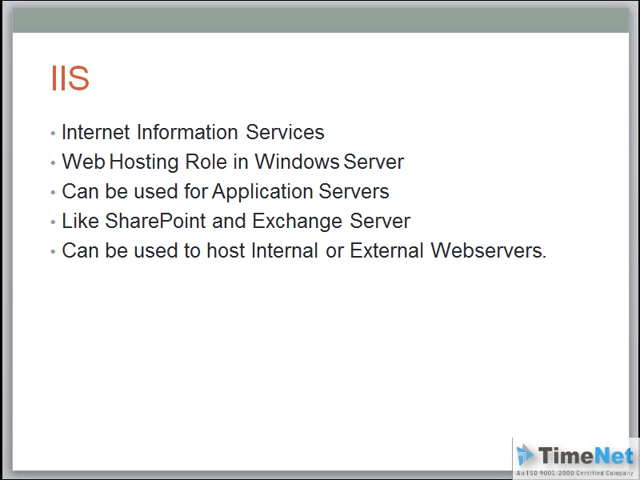 IIS
• Internet Information Services
• Web Hosting Role in Windows Server
• Can be used for Application Servers
• Like SharePoint and Exchange Server
• Can be used to host Internal or External Webservers.
TimeNet
An ISO 9001-2000 Certified Company